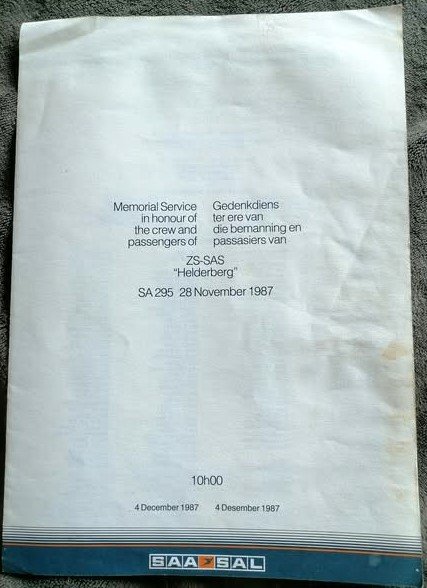 Memorial Service
in honour of
the crew and
passengers of
Gedenkdiens
ter ere van
die bemanning en
passasiers van
ZS-SAS
"Helderberg"
SA 295 28 November 1987
10h00
4 December 1987 4 Desember 1987
SAA SAL